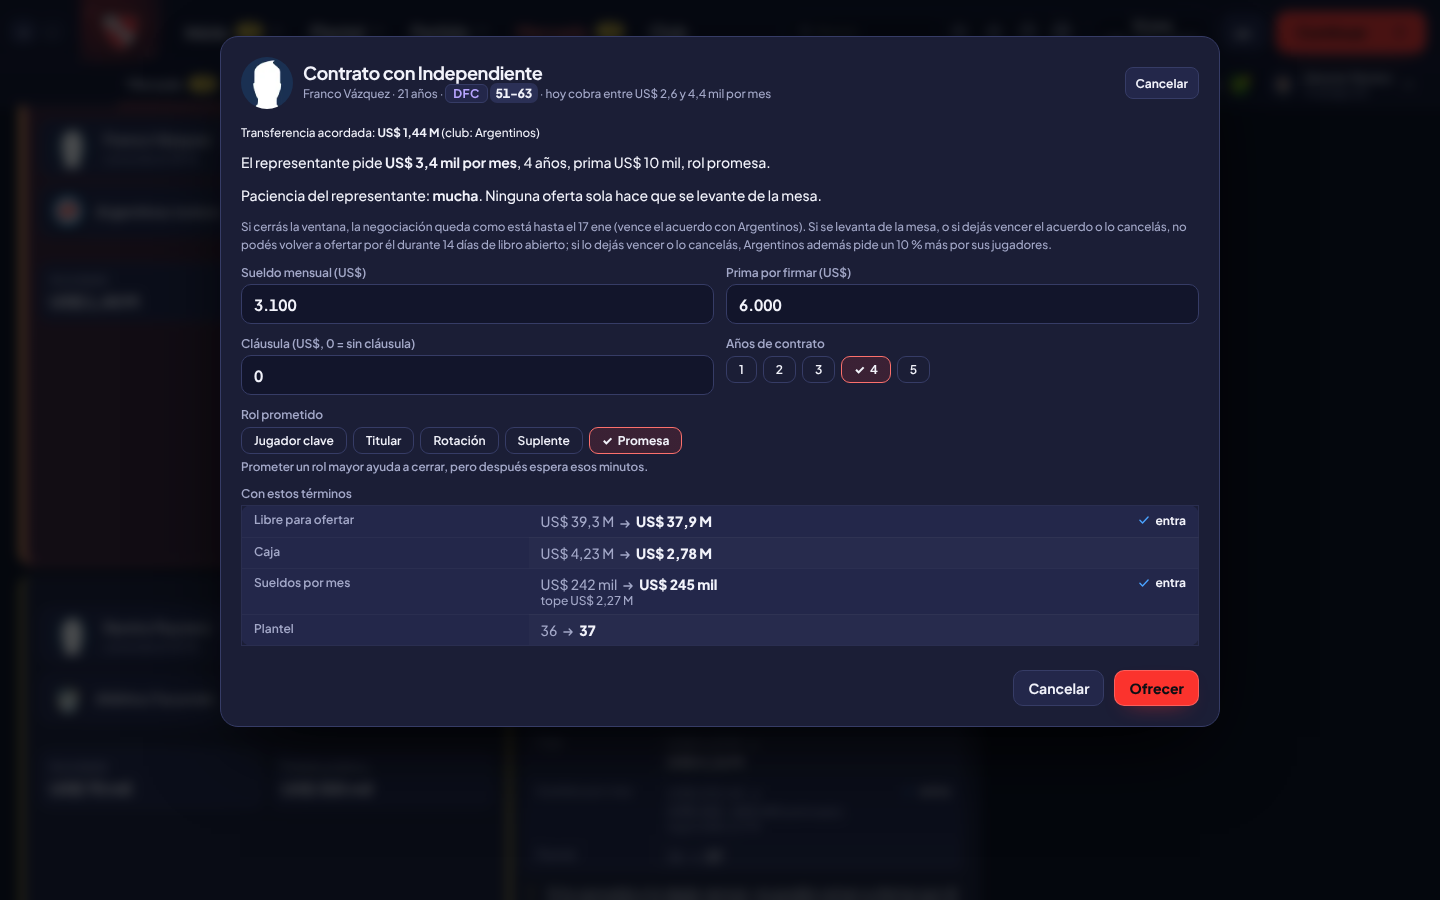 Contrato con Independiente
Franco Vázquez · 21 años · DFC 51–63 · hoy cobra entre US$ 2,6 y 4,4 mil por mes
Cancelar
Transferencia acordada: US$ 1,44 M (club: Argentinos)
El representante pide US$ 3,4 mil por mes, 4 años, prima US$ 10 mil, rol promesa.
Paciencia del representante: mucha. Ninguna oferta sola hace que se levante de la mesa.
Si cerrás la ventana, la negociación queda como está hasta el 17 ene (vence el acuerdo con Argentinos). Si se levanta de la mesa, o si dejás vencer el acuerdo o lo cancelás, no
podés volver a ofertar por él durante 14 días de libro abierto; si lo dejás vencer o lo cancelás, Argentinos además pide un 10 % más por sus jugadores.
Sueldo mensual (US$)
3.100
Prima por firmar (US$)
6.000
Cláusula (US$, 0 = sin cláusula)
0
Años de contrato
1 2 3 ✓ 4 5
Rol prometido
Jugador clave Titular Rotación Suplente ✓ Promesa
Prometer un rol mayor ayuda a cerrar, pero después espera esos minutos.
Con estos términos
Libre para ofertar US$ 39,3 M → US$ 37,9 M ✓ entra
Caja US$ 4,23 M → US$ 2,78 M
Sueldos por mes US$ 242 mil → US$ 245 mil ✓ entra
tope US$ 2,27 M
Plantel 36 → 37
Cancelar Ofrecer